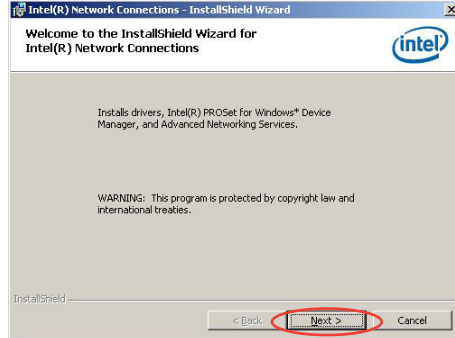 Intel(R) Network Connections - InstallShield Wizard
Welcome to the InstallShield Wizard for
Intel(R) Network Connections
intel
Installs drivers, Intel(R) PROSet for Windows* Device
Manager, and Advanced Networking Services.
WARNING: This program is protected by copyright law and
international treaties.
InstallShield
< Back
Next >
Cancel